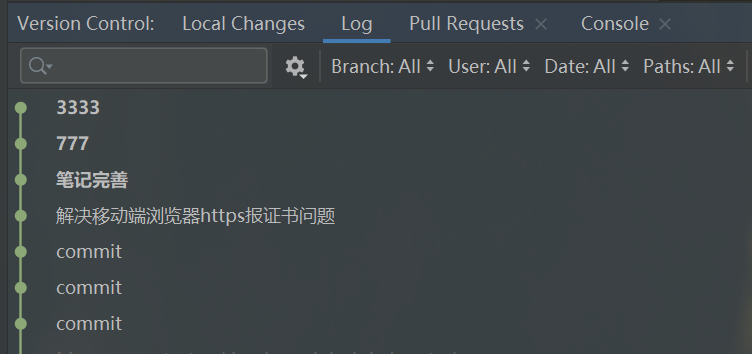 Version Control: Local Changes Log Pull Requests Console
Branch: All User: All Date: All Paths: All
3333
777
笔记完善
解决移动端浏览器https报证书问题
commit
commit
commit